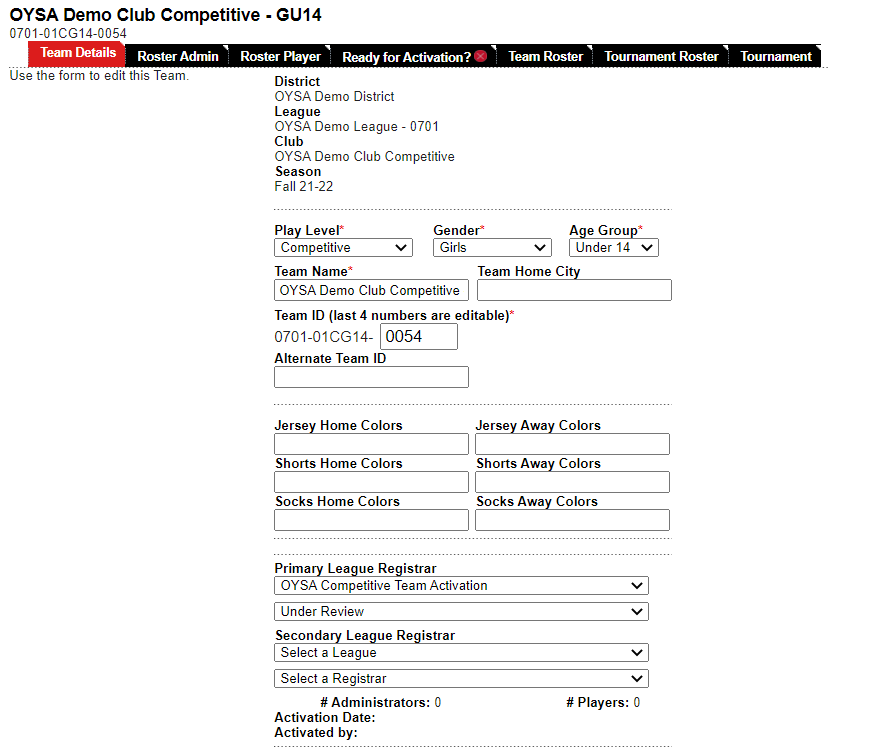 OYSA Demo Club Competitive - GU14
0701-01CG14-0054
Team Details Roster Admin Roster Player Ready for Activation? Team Roster Tournament Roster Tournament
Use the form to edit this Team.
District
OYSA Demo District
League
OYSA Demo League - 0701
Club
OYSA Demo Club Competitive
Season
Fall 21-22
Play Level* Gender* Age Group*
Competitive Girls Under 14
Team Name* Team Home City
OYSA Demo Club Competitive
Team ID (last 4 numbers are editable)*
0701-01CG14- 0054
Alternate Team ID
Jersey Home Colors Jersey Away Colors
Shorts Home Colors Shorts Away Colors
Socks Home Colors Socks Away Colors
Primary League Registrar
OYSA Competitive Team Activation
Under Review
Secondary League Registrar
Select a League
Select a Registrar
# Administrators: 0 # Players: 0
Activation Date:
Activated by: